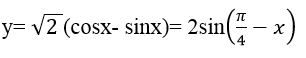 y= √2 (cosx- sinx)= 2sin(π/4 − x)